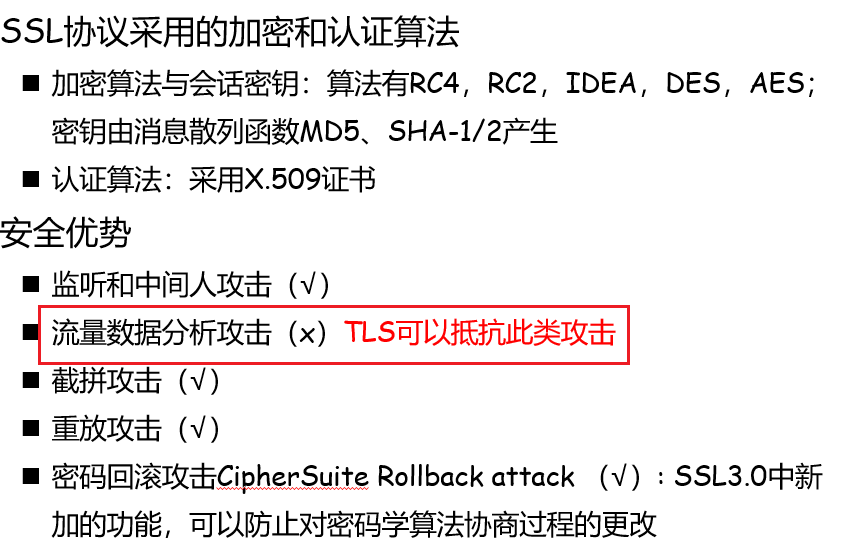 SSL协议采用的加密和认证算法
■ 加密算法与会话密钥：算法有RC4，RC2，IDEA，DES，AES；
密钥由消息散列函数MD5、SHA-1/2产生
■ 认证算法：采用X.509证书
安全优势
■ 监听和中间人攻击（√）
■ 流量数据分析攻击（x）TLS可以抵抗此类攻击
■ 截拼攻击（√）
■ 重放攻击（√）
■ 密码回滚攻击CipherSuite Rollback attack （√）: SSL3.0中新
加的功能，可以防止对密码学算法协商过程的更改